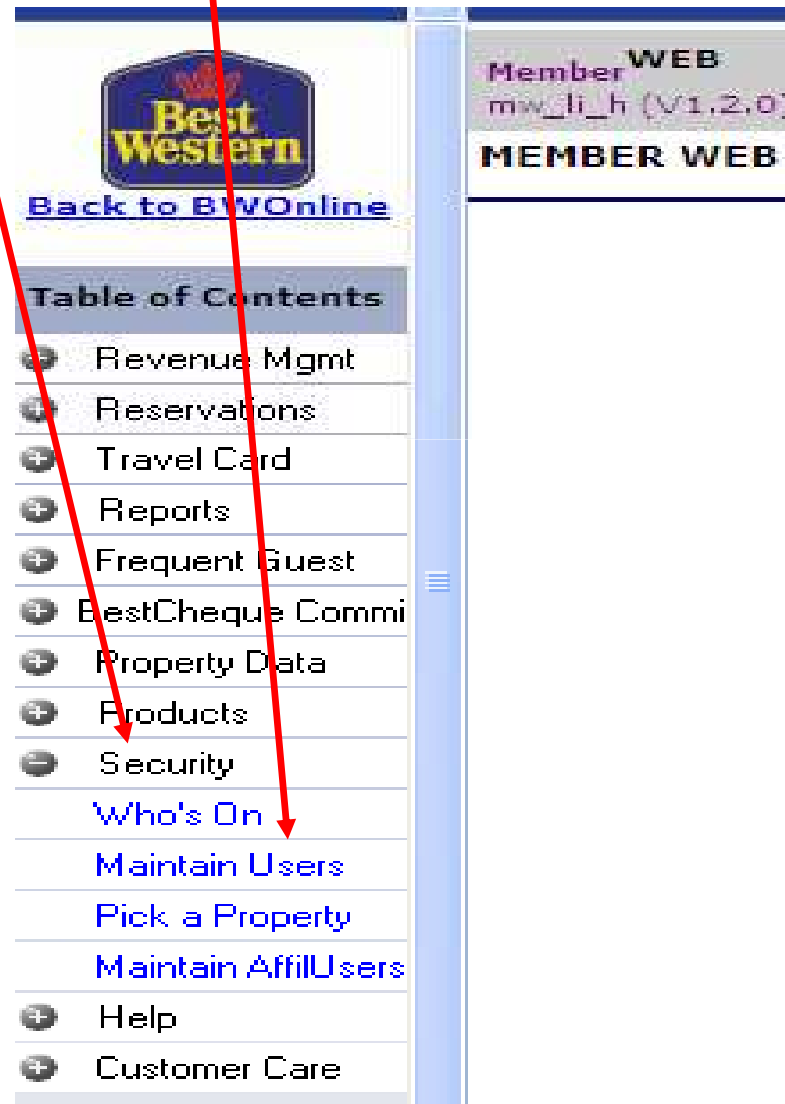 Best
Western
Back to BWOnline
Table of Contents
Revenue Mgmt
Reservations
Travel Card
Reports
Frequent Guest
BestCheque Commi
Property Data
Products
Security
Who's On
Maintain Users
Pick a Property
Maintain AffilUsers
Help
Customer Care
Member WEB
mw_li_h (V1.2.0)
MEMBER WEB